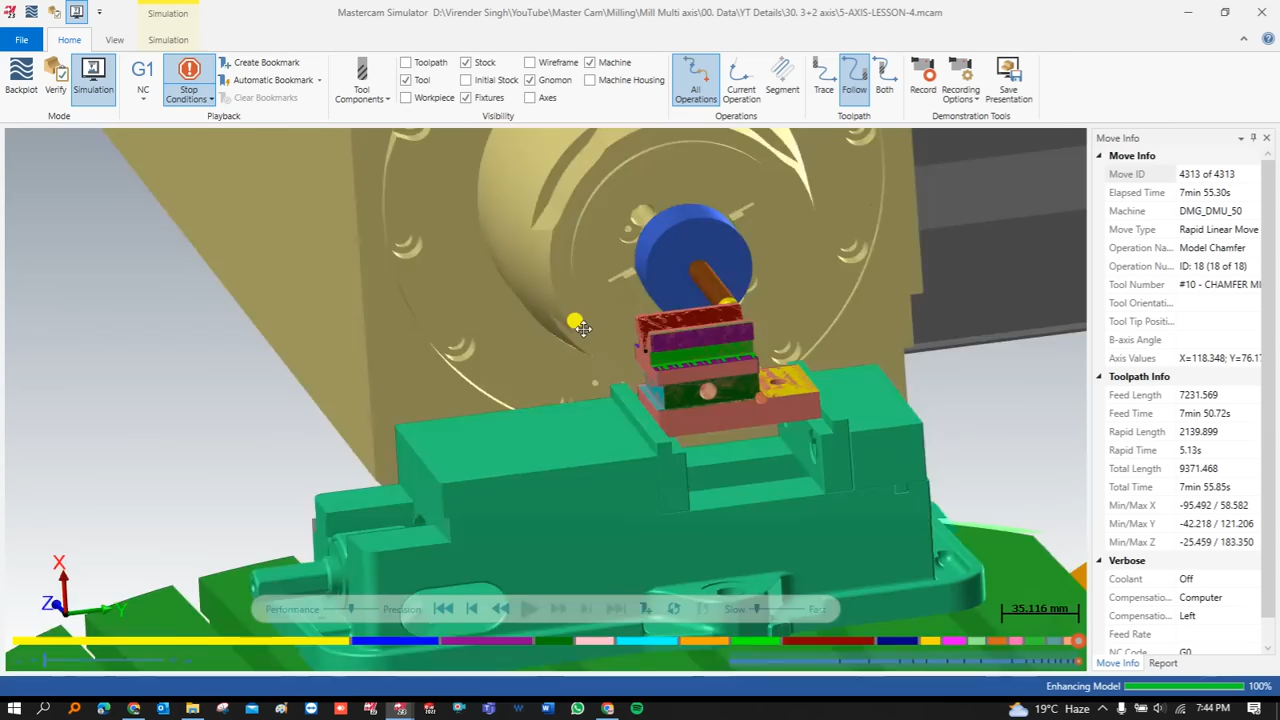 Simulation
Mastercam Simulator D:\Virender Singh\YouTube\Master Cam\Milling\Mill Multi axis\00. Data\YT Details\30. 3+2 axis\5-AXIS-LESSON-4.mcam
File
Home
View
Simulation
Backplot
Verify
Simulation
Mode
G1
NC
Stop Conditions
Create Bookmark
Automatic Bookmark
Clear Bookmarks
Playback
Tool Components
Toolpath
Stock
Wireframe
Machine
Tool
Initial Stock
Gnomon
Machine Housing
Workpiece
Fixtures
Axes
Visibility
All Operations
Current Operation
Segment
Operations
Trace
Follow
Both
Toolpath
Record
Recording Options
Save Presentation
Demonstration Tools
Move Info
Move Info
Move ID 4313 of 4313
Elapsed Time 7min 55.30s
Machine DMG_DMU_50
Move Type Rapid Linear Move
Operation Na... Model Chamfer
Operation Nu... ID: 18 (18 of 18)
Tool Number #10 - CHAMFER MI
Tool Orientati...
Tool Tip Positi...
B-axis Angle
Axis Values X=118.348; Y=76.1
Toolpath Info
Feed Length 7231.569
Feed Time 7min 50.72s
Rapid Length 2139.899
Rapid Time 5.13s
Total Length 9371.468
Total Time 7min 55.85s
Min/Max X -95.492 / 58.582
Min/Max Y -42.218 / 121.206
Min/Max Z -25.459 / 183.350
Verbose
Coolant Off
Compensatio... Computer
Compensatio... Left
Feed Rate
NC Code G0
Move Info
Report
X
Z
Y
Performance
Precision
Slow
Fast
35.116 mm
Enhancing Model 100%
19°C Haze
7:44 PM